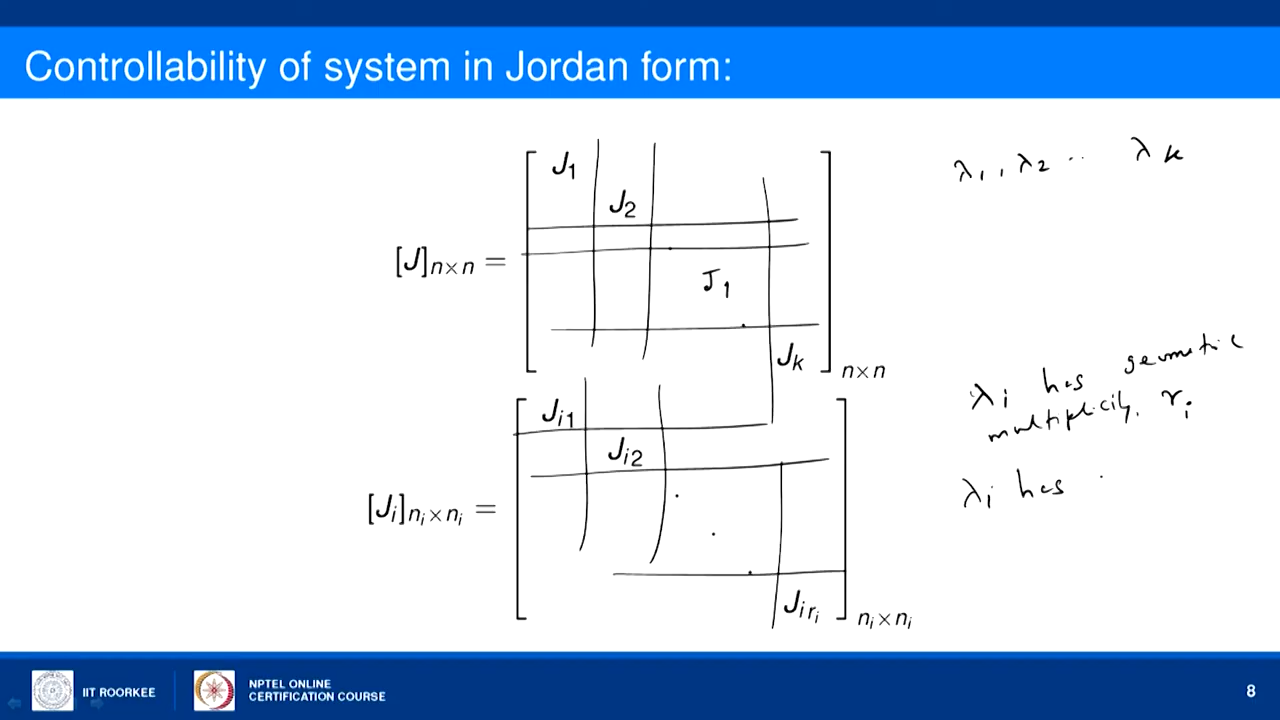 Controllability of system in Jordan form:
J1
J2
[J]n×n =
J1
Jk
n×n
λ1, λ2 .. λk
Ji1
Ji2
[Ji]ni×ni =
Jiri
ni×ni
λi has geometric
multiplicity. ri
λi has
IIT ROORKEE
NPTEL ONLINE
CERTIFICATION COURSE
8